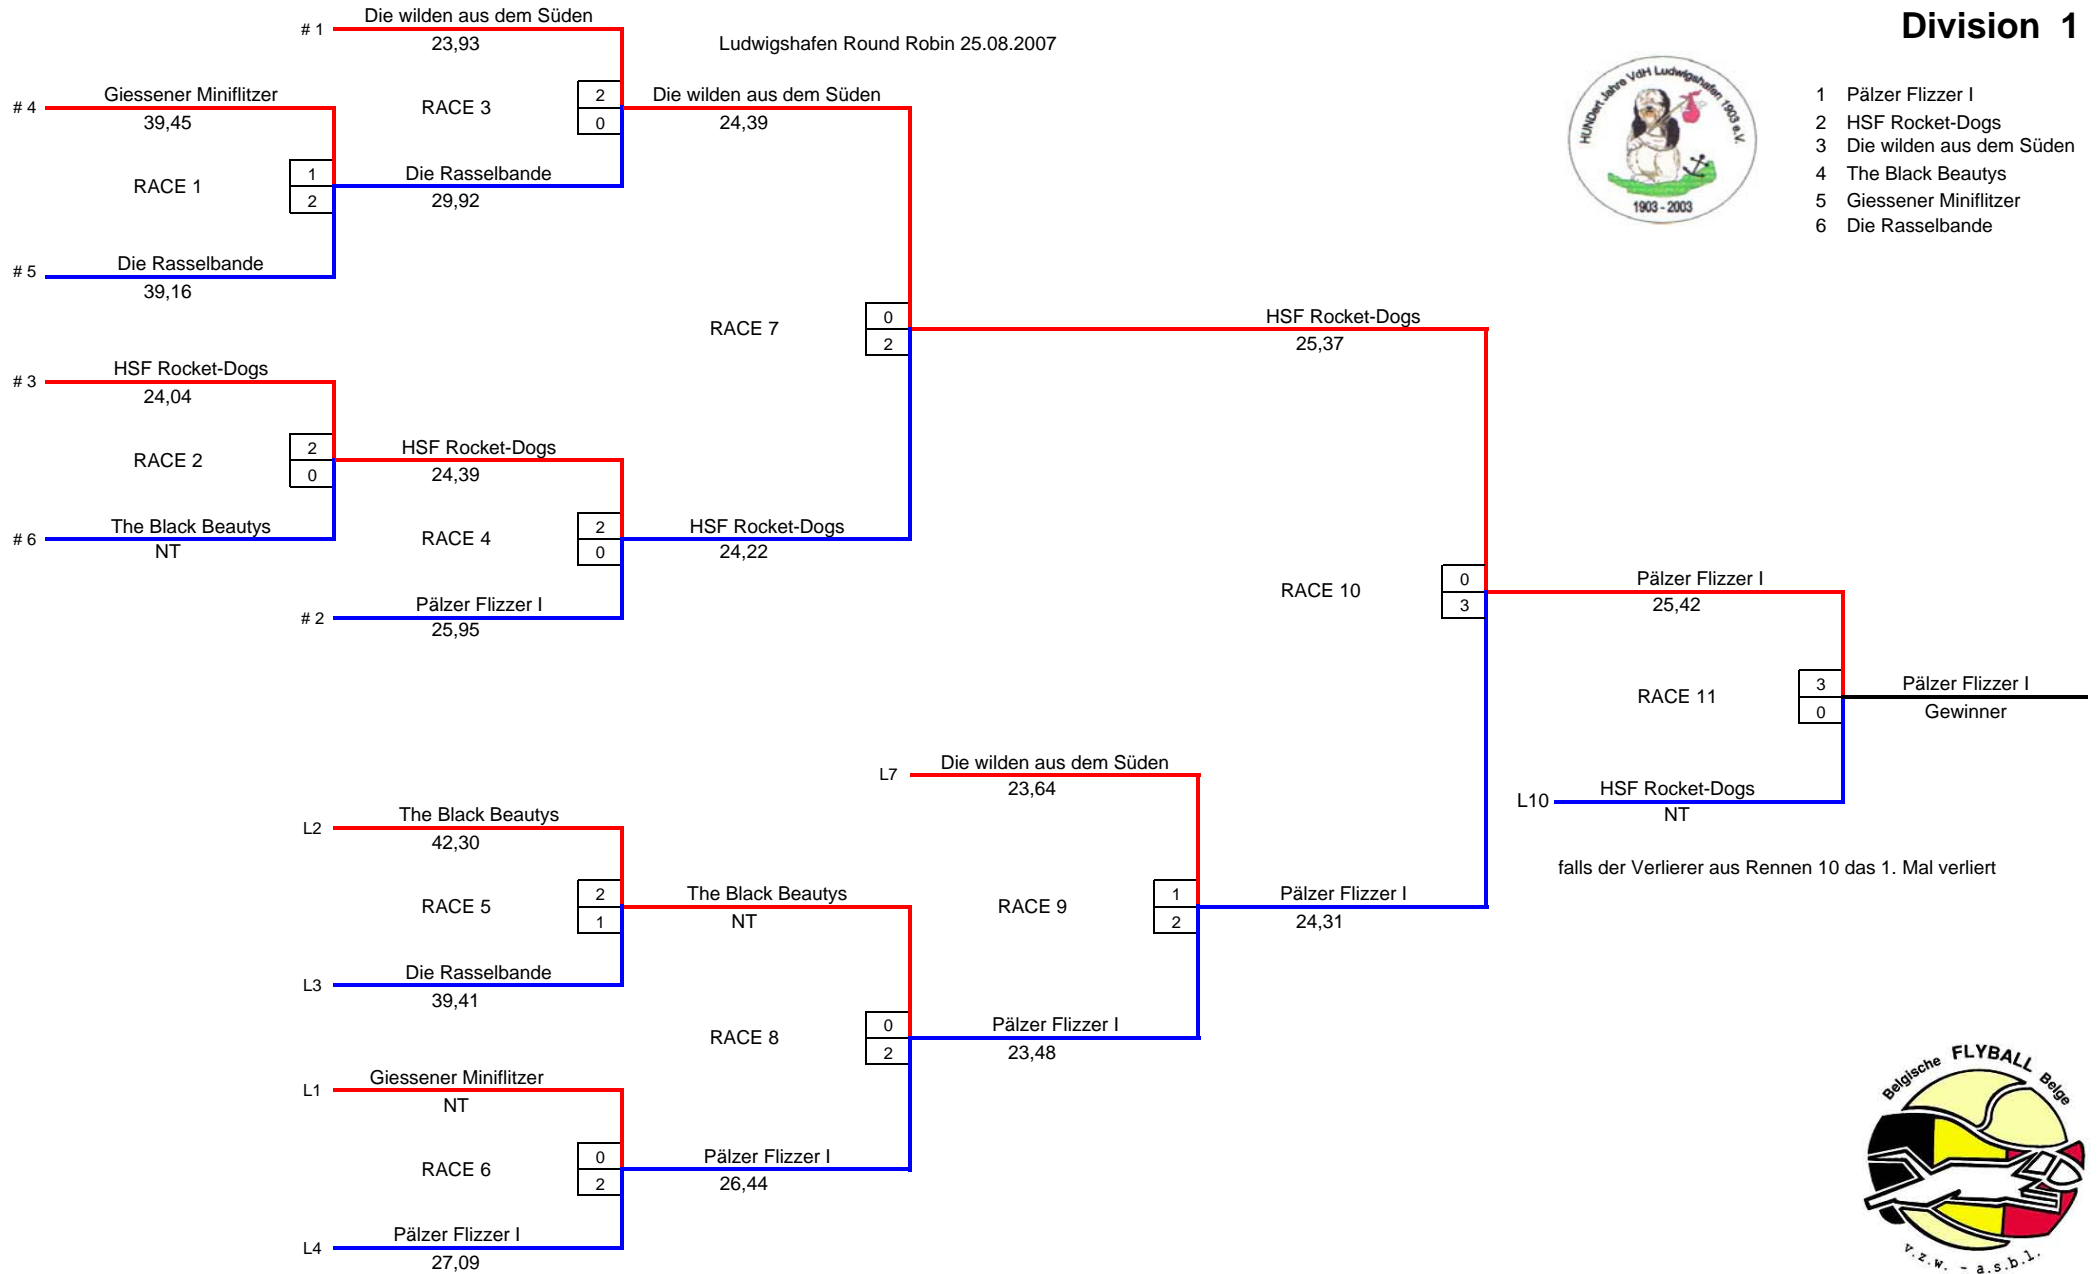 Division 1
Ludwigshafen Round Robin 25.08.2007
HUNDert Jahre VdH Ludwigshafen 1903 e.V.
1903 - 2003
1 Pälzer Flizzer I
2 HSF Rocket-Dogs
3 Die wilden aus dem Süden
4 The Black Beautys
5 Giessener Miniflitzer
6 Die Rasselbande
# 1
Die wilden aus dem Süden
23,93
# 4
Giessener Miniflitzer
39,45
RACE 3
2
0
Die wilden aus dem Süden
24,39
RACE 1
1
2
Die Rasselbande
29,92
# 5
Die Rasselbande
39,16
RACE 7
0
2
HSF Rocket-Dogs
25,37
# 3
HSF Rocket-Dogs
24,04
RACE 2
2
0
HSF Rocket-Dogs
24,39
# 6
The Black Beautys
NT
RACE 4
2
0
HSF Rocket-Dogs
24,22
# 2
Pälzer Flizzer I
25,95
RACE 10
0
3
Pälzer Flizzer I
25,42
RACE 11
3
0
Pälzer Flizzer I
Gewinner
L7
Die wilden aus dem Süden
23,64
L10
HSF Rocket-Dogs
NT
falls der Verlierer aus Rennen 10 das 1. Mal verliert
L2
The Black Beautys
42,30
RACE 5
2
1
The Black Beautys
NT
RACE 9
1
2
Pälzer Flizzer I
24,31
L3
Die Rasselbande
39,41
RACE 8
0
2
Pälzer Flizzer I
23,48
L1
Giessener Miniflitzer
NT
RACE 6
0
2
Pälzer Flizzer I
26,44
L4
Pälzer Flizzer I
27,09
Belgische FLYBALL Belge
v.z.w. - a.s.b.l.